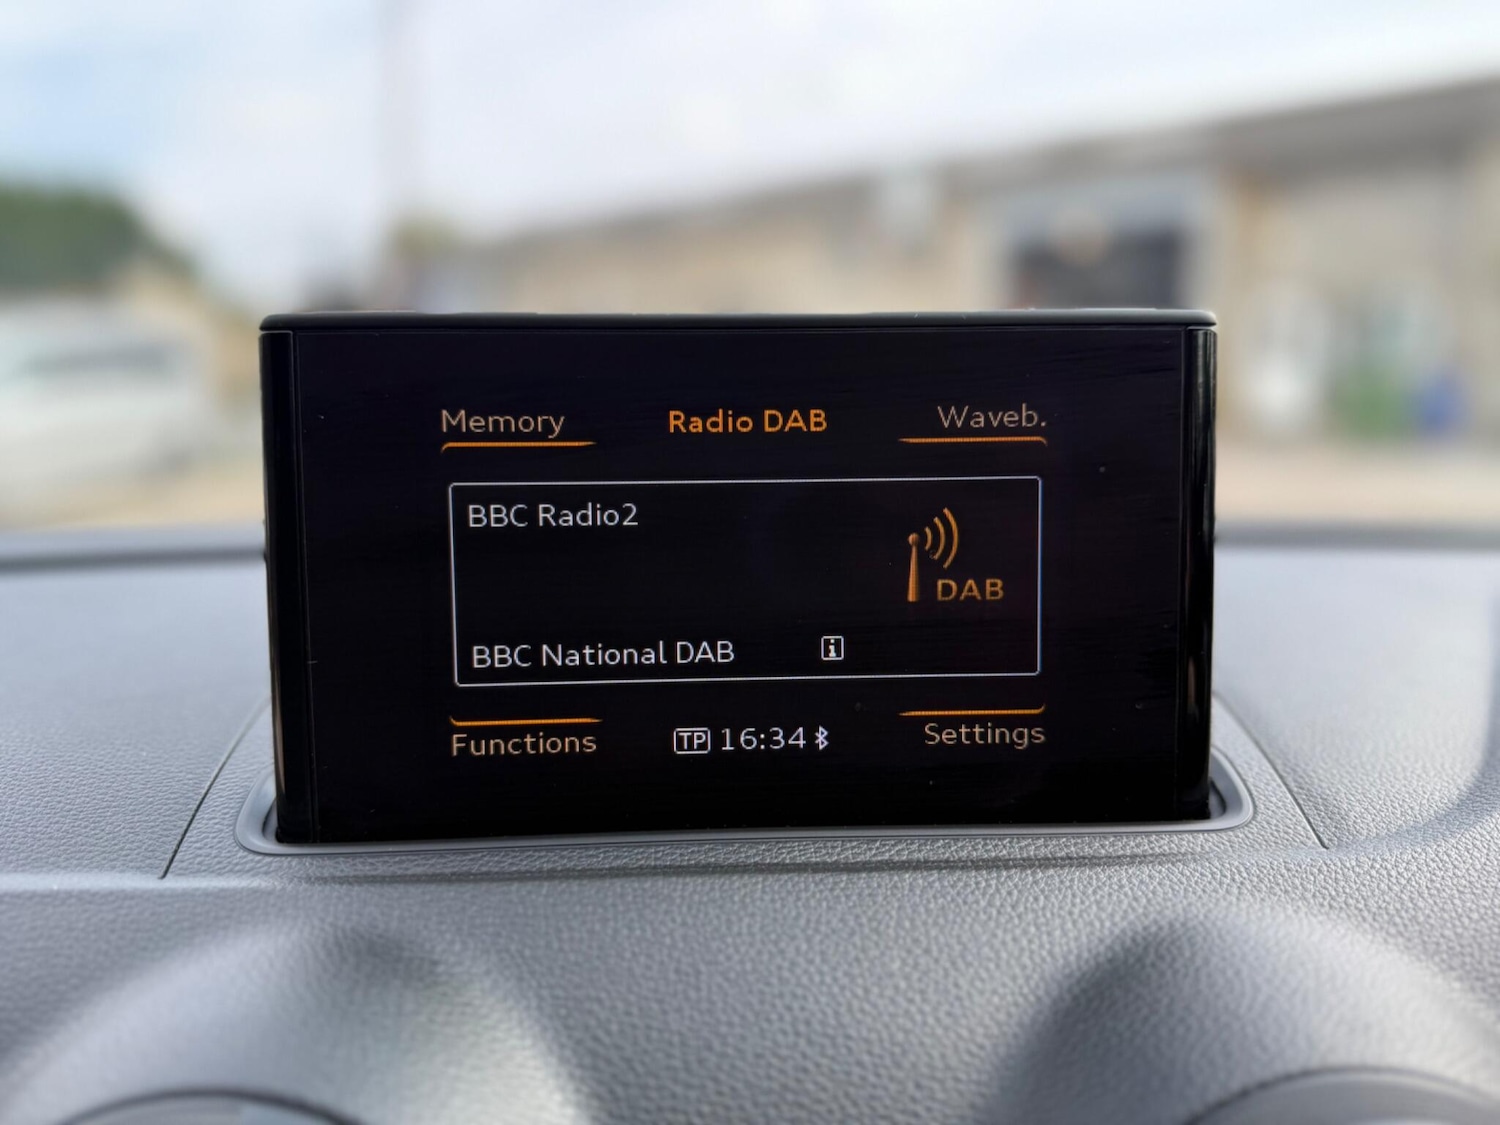 Memory Radio DAB Waveb.
BBC Radio2
DAB
BBC National DAB i
Functions TP 16:34 Settings